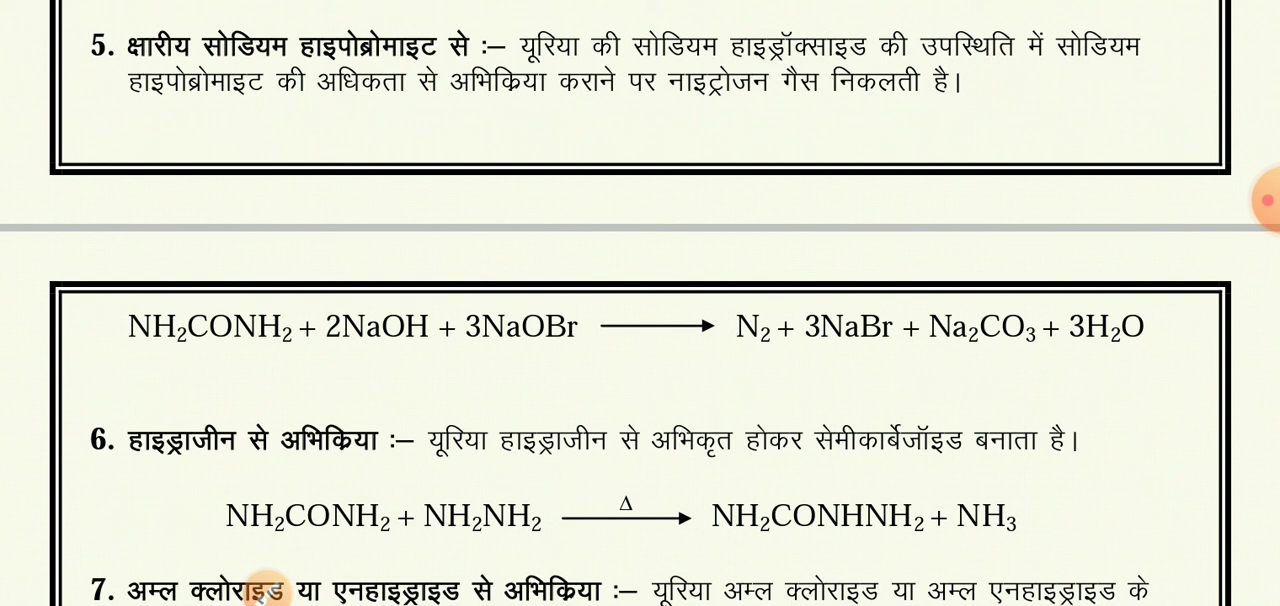 5. क्षारीय सोडियम हाइपोब्रोमाइट से :– यूरिया की सोडियम हाइड्रॉक्साइड की उपस्थिति में सोडियम
हाइपोब्रोमाइट की अधिकता से अभिक्रिया कराने पर नाइट्रोजन गैस निकलती है।
NH₂CONH₂ + 2NaOH + 3NaOBr ⟶ N₂ + 3NaBr + Na₂CO₃ + 3H₂O
6. हाइड्राजीन से अभिक्रिया :– यूरिया हाइड्राजीन से अभिकृत होकर सेमीकार्बेजॉइड बनाता है।
Δ
NH₂CONH₂ + NH₂NH₂ ⟶ NH₂CONHNH₂ + NH₃
7. अम्ल क्लोराइड या एनहाइड्राइड से अभिक्रिया :– यूरिया अम्ल क्लोराइड या अम्ल एनहाइड्राइड के